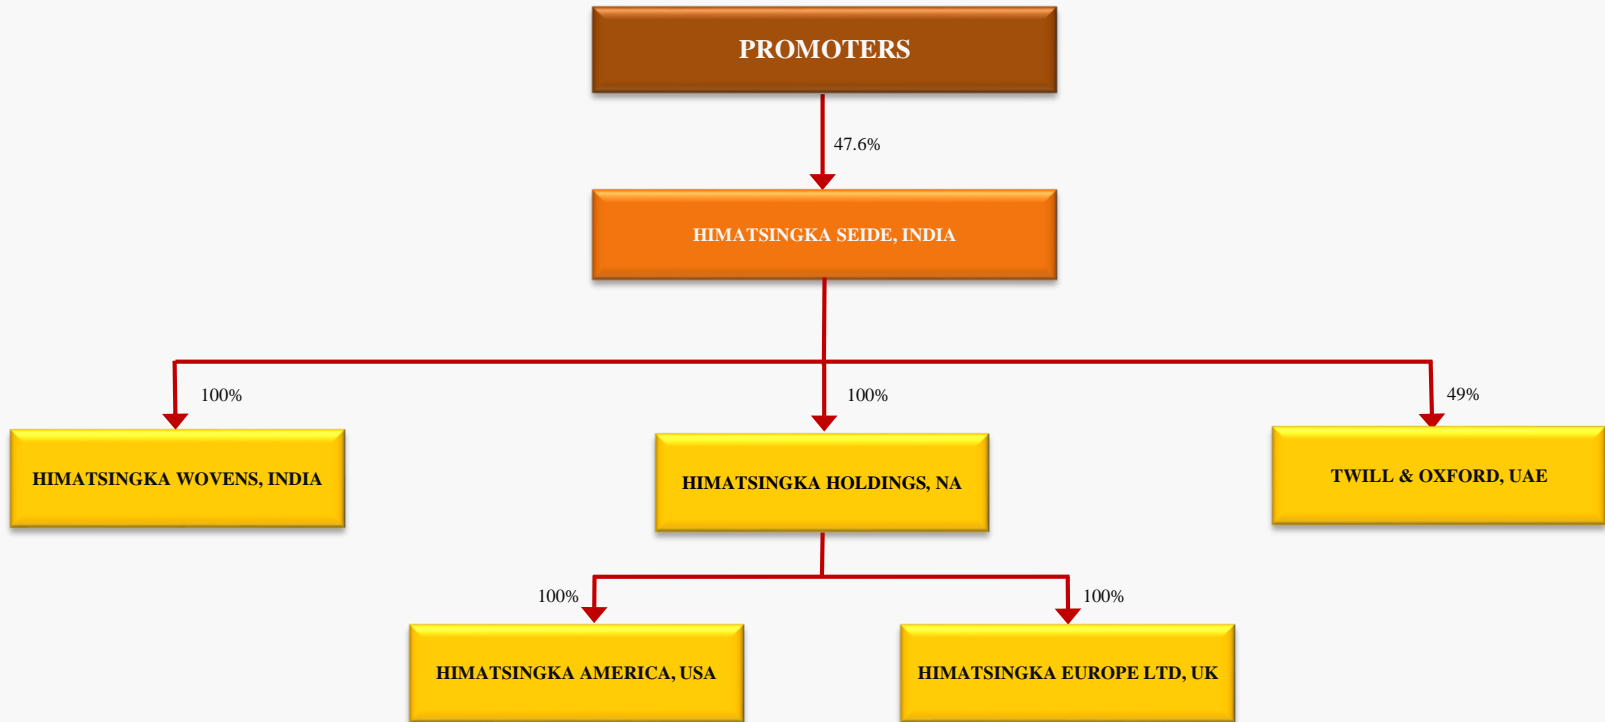 PROMOTERS
47.6%
HIMATSINGKA SEIDE, INDIA
100%
100%
49%
HIMATSINGKA WOVENS, INDIA
HIMATSINGKA HOLDINGS, NA
TWILL & OXFORD, UAE
100%
100%
HIMATSINGKA AMERICA, USA
HIMATSINGKA EUROPE LTD, UK